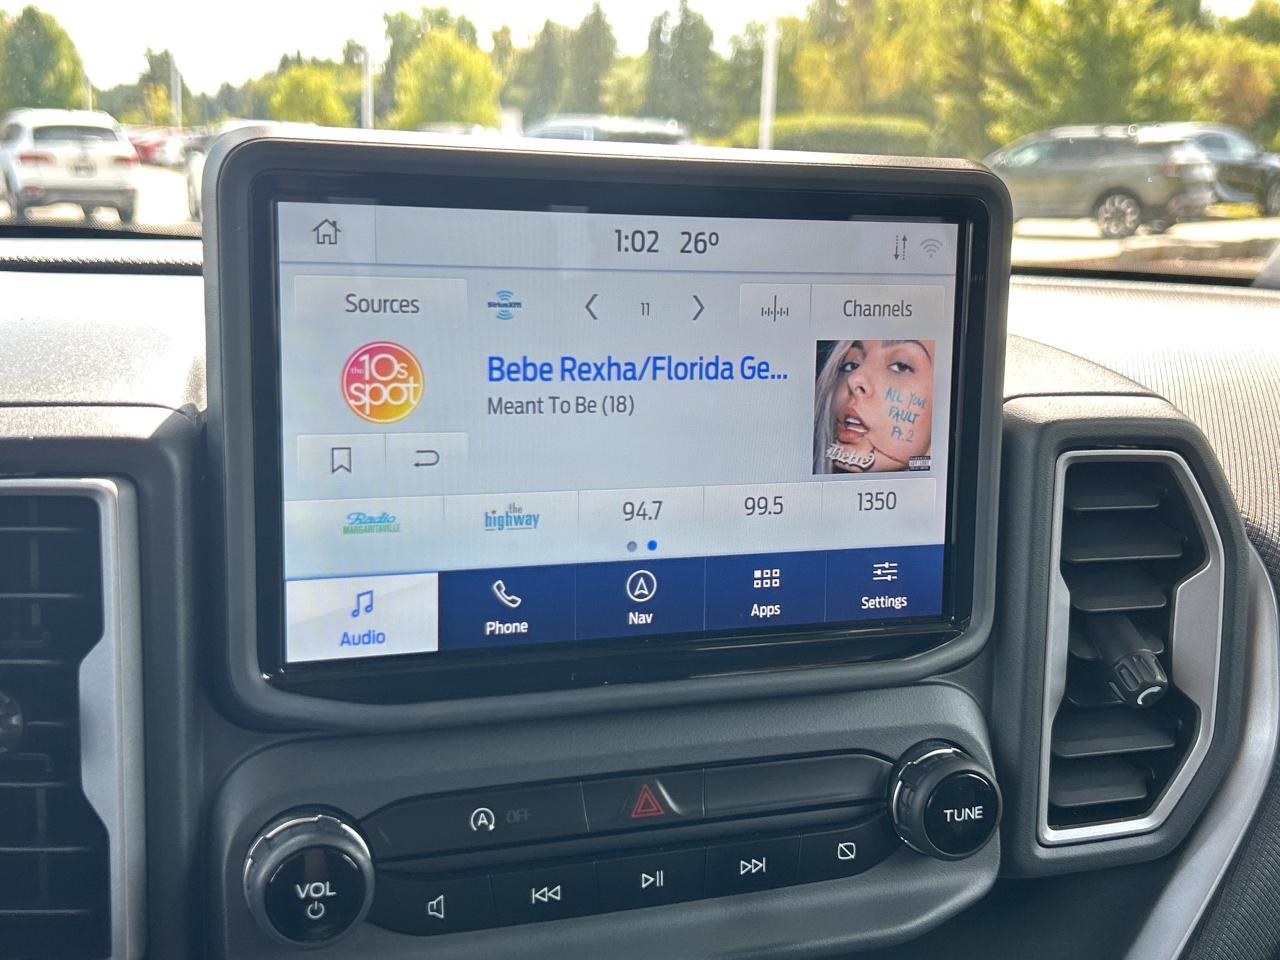 1:02 26°
Sources
SiriusXM
11
Channels
the 10s spot
Bebe Rexha/Florida Ge...
Meant To Be (18)
ALL YOUR
FAULT
Pt.2
Bebe
Radio
MARGARITAVILLE
the
highway
94.7
99.5
1350
Audio
Phone
Nav
Apps
Settings
A OFF
VOL
TUNE